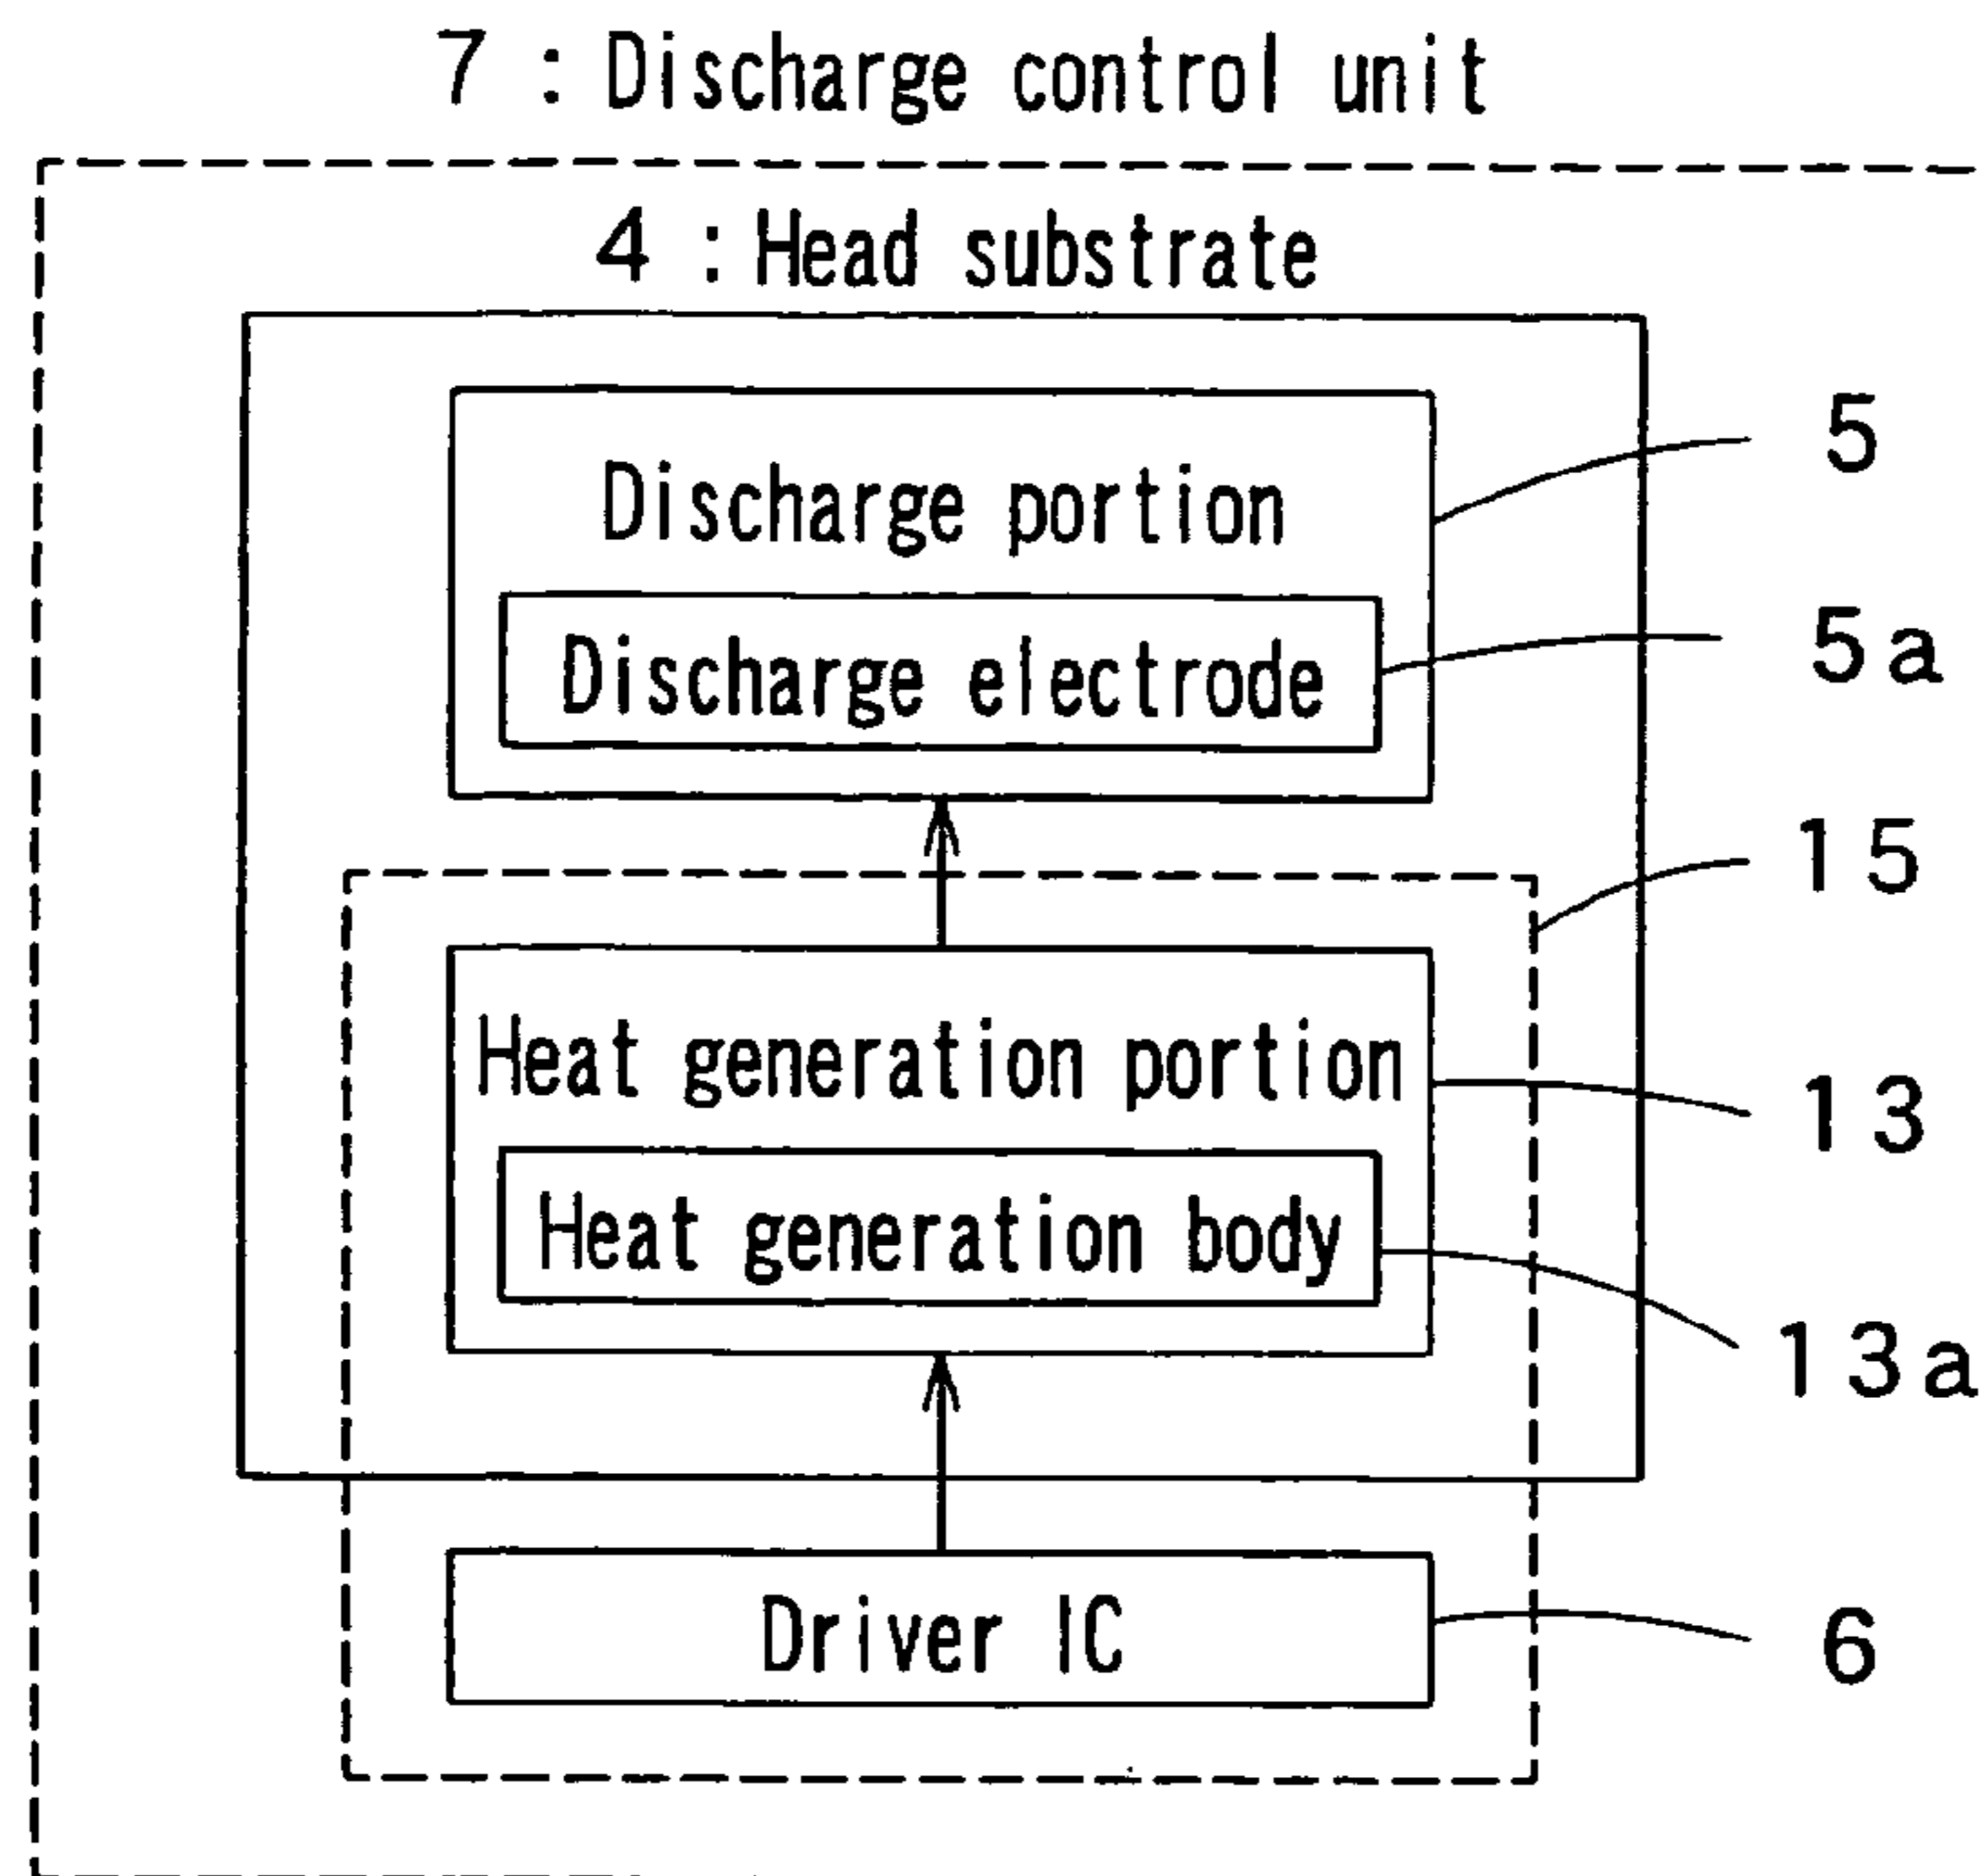 7 : Discharge control unit
4 : Head substrate
5
Discharge portion
5a
Discharge electrode
15
13
Heat generation portion
Heat generation body
13a
Driver IC
6